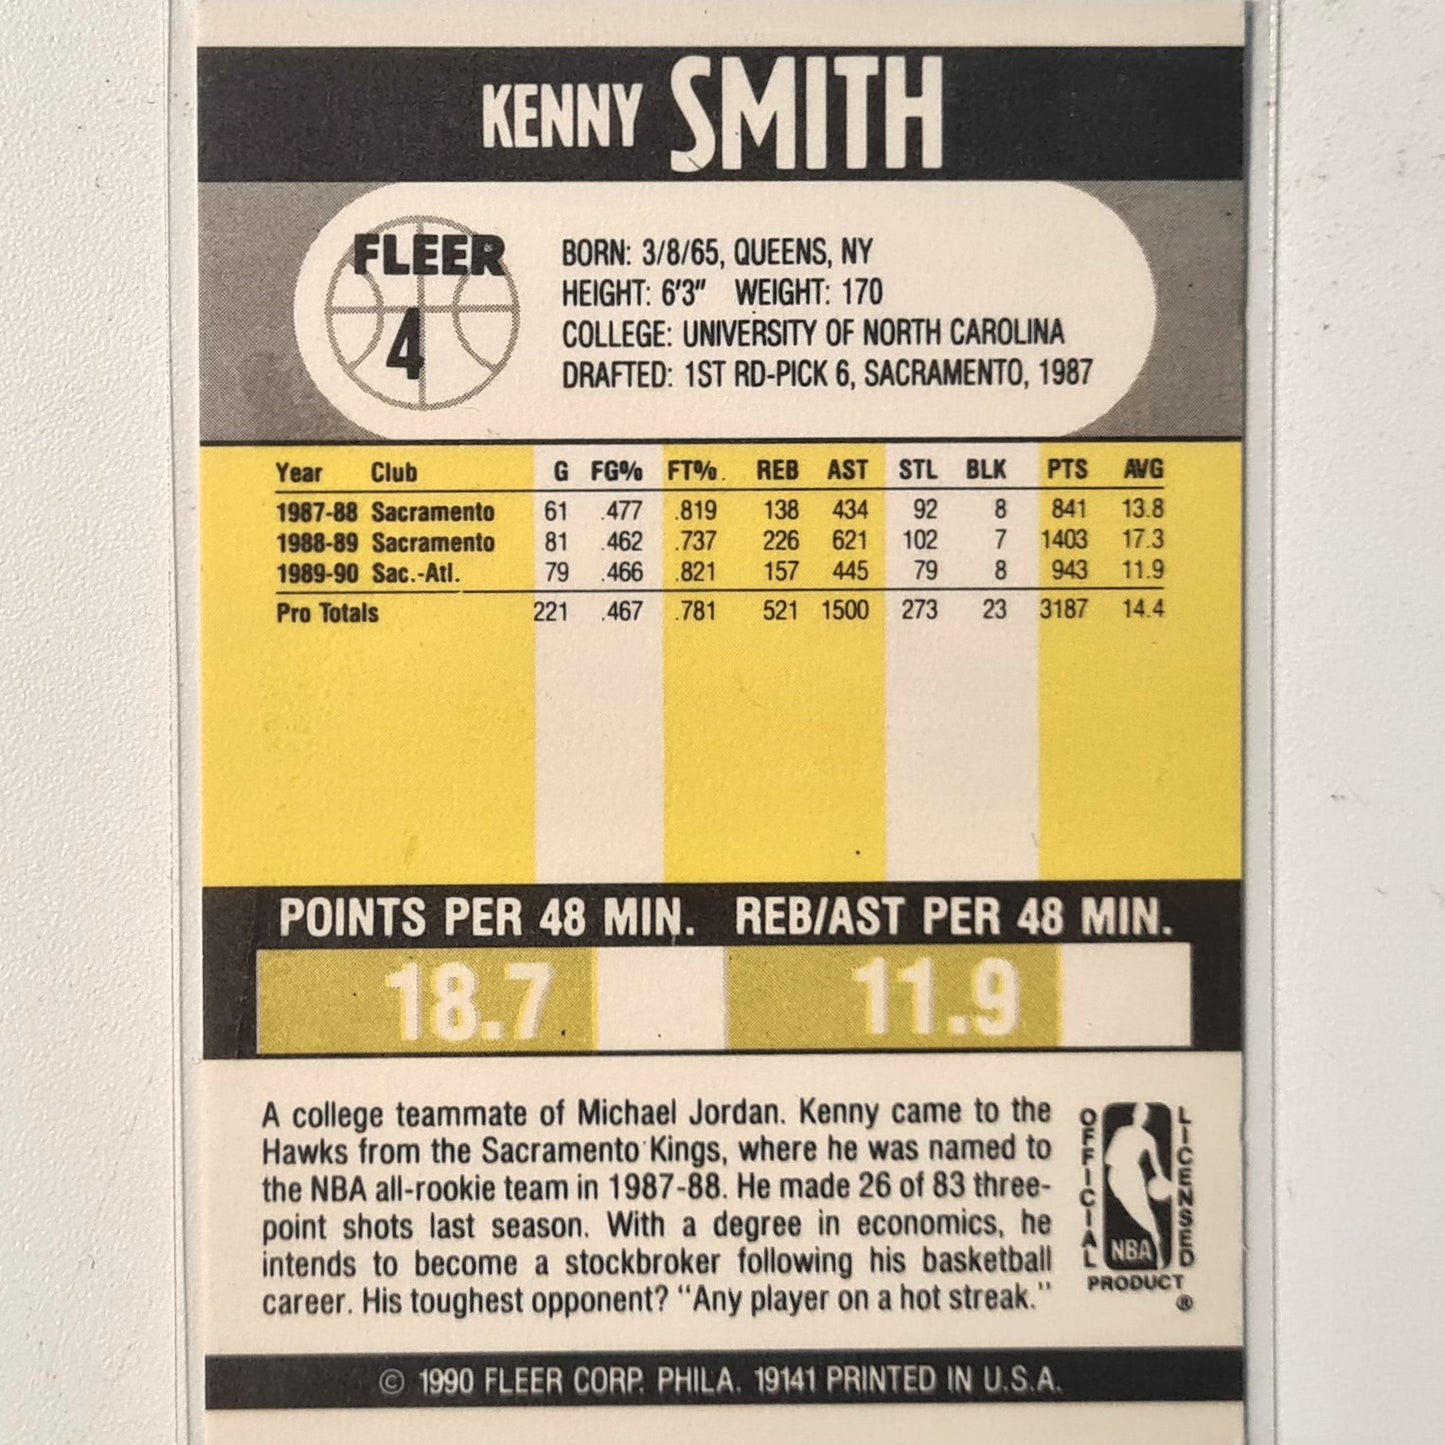 KENNY SMITH
FLEER
4
BORN: 3/8/65, QUEENS, NY
HEIGHT: 6'3" WEIGHT: 170
COLLEGE: UNIVERSITY OF NORTH CAROLINA
DRAFTED: 1ST RD-PICK 6, SACRAMENTO, 1987
Year Club G FG% FT% REB AST STL BLK PTS AVG
1987-88 Sacramento 61 .477 .819 138 434 92 8 841 13.8
1988-89 Sacramento 81 .462 .737 226 621 102 7 1403 17.3
1989-90 Sac.-Atl. 79 .466 .821 157 445 79 8 943 11.9
Pro Totals 221 .467 .781 521 1500 273 23 3187 14.4
POINTS PER 48 MIN. REB/AST PER 48 MIN.
18.7 11.9
A college teammate of Michael Jordan. Kenny came to the
Hawks from the Sacramento Kings, where he was named to
the NBA all-rookie team in 1987-88. He made 26 of 83 three-
point shots last season. With a degree in economics, he
intends to become a stockbroker following his basketball
career. His toughest opponent? "Any player on a hot streak."
OFFICIAL
NBA
LICENSED
PRODUCT
®
© 1990 FLEER CORP. PHILA. 19141 PRINTED IN U.S.A.